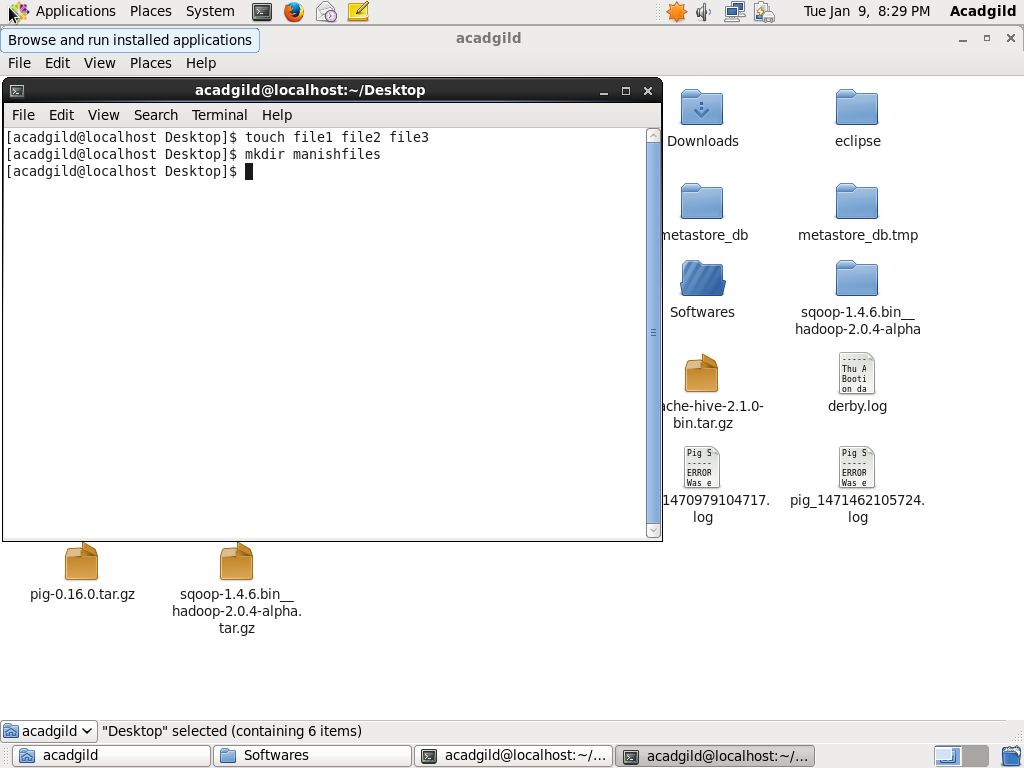 Applications Places System Tue Jan 9, 8:29 PM Acadgild
Browse and run installed applications
acadgild
File Edit View Places Help
acadgild@localhost:~/Desktop
File Edit View Search Terminal Help
[acadgild@localhost Desktop]$ touch file1 file2 file3
[acadgild@localhost Desktop]$ mkdir manishfiles
[acadgild@localhost Desktop]$
Downloads eclipse
metastore_db metastore_db.tmp
Softwares sqoop-1.4.6.bin__
hadoop-2.0.4-alpha
-----
Thu A
Booti
on da
ache-hive-2.1.0-
bin.tar.gz
derby.log
Pig S
-----
ERROR
Was e
Pig S
-----
ERROR
Was e
1470979104717.
log
pig_1471462105724.
log
pig-0.16.0.tar.gz
sqoop-1.4.6.bin__
hadoop-2.0.4-alpha.
tar.gz
acadgild "Desktop" selected (containing 6 items)
acadgild Softwares acadgild@localhost:~/... acadgild@localhost:~/...